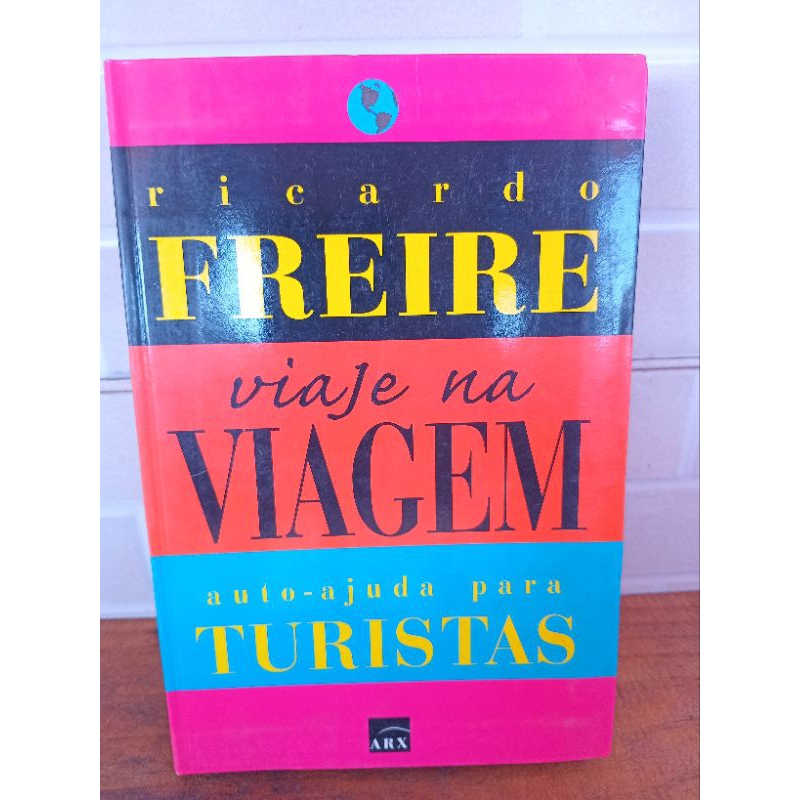 ricardo
FREIRE
viaje na
VIAGEM
auto-ajuda para
TURISTAS
ARX